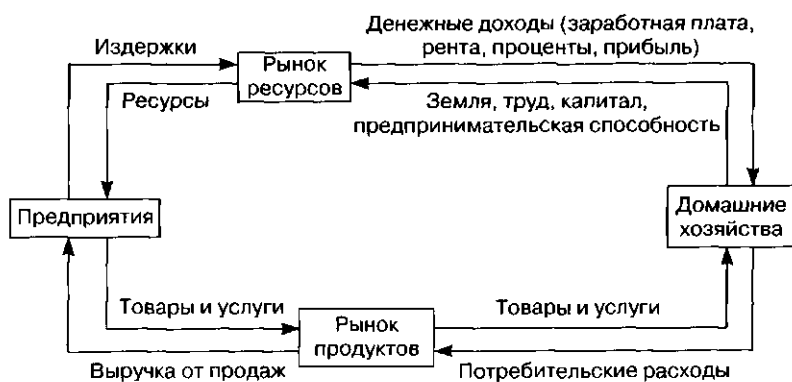 Денежные доходы (заработная плата,
рента, проценты, прибыль)
Издержки
Рынок
ресурсов
Ресурсы
Земля, труд, капитал,
предпринимательская способность
Предприятия
Домашние
хозяйства
Товары и услуги
Рынок
продуктов
Товары и услуги
Выручка от продаж
Потребительские расходы